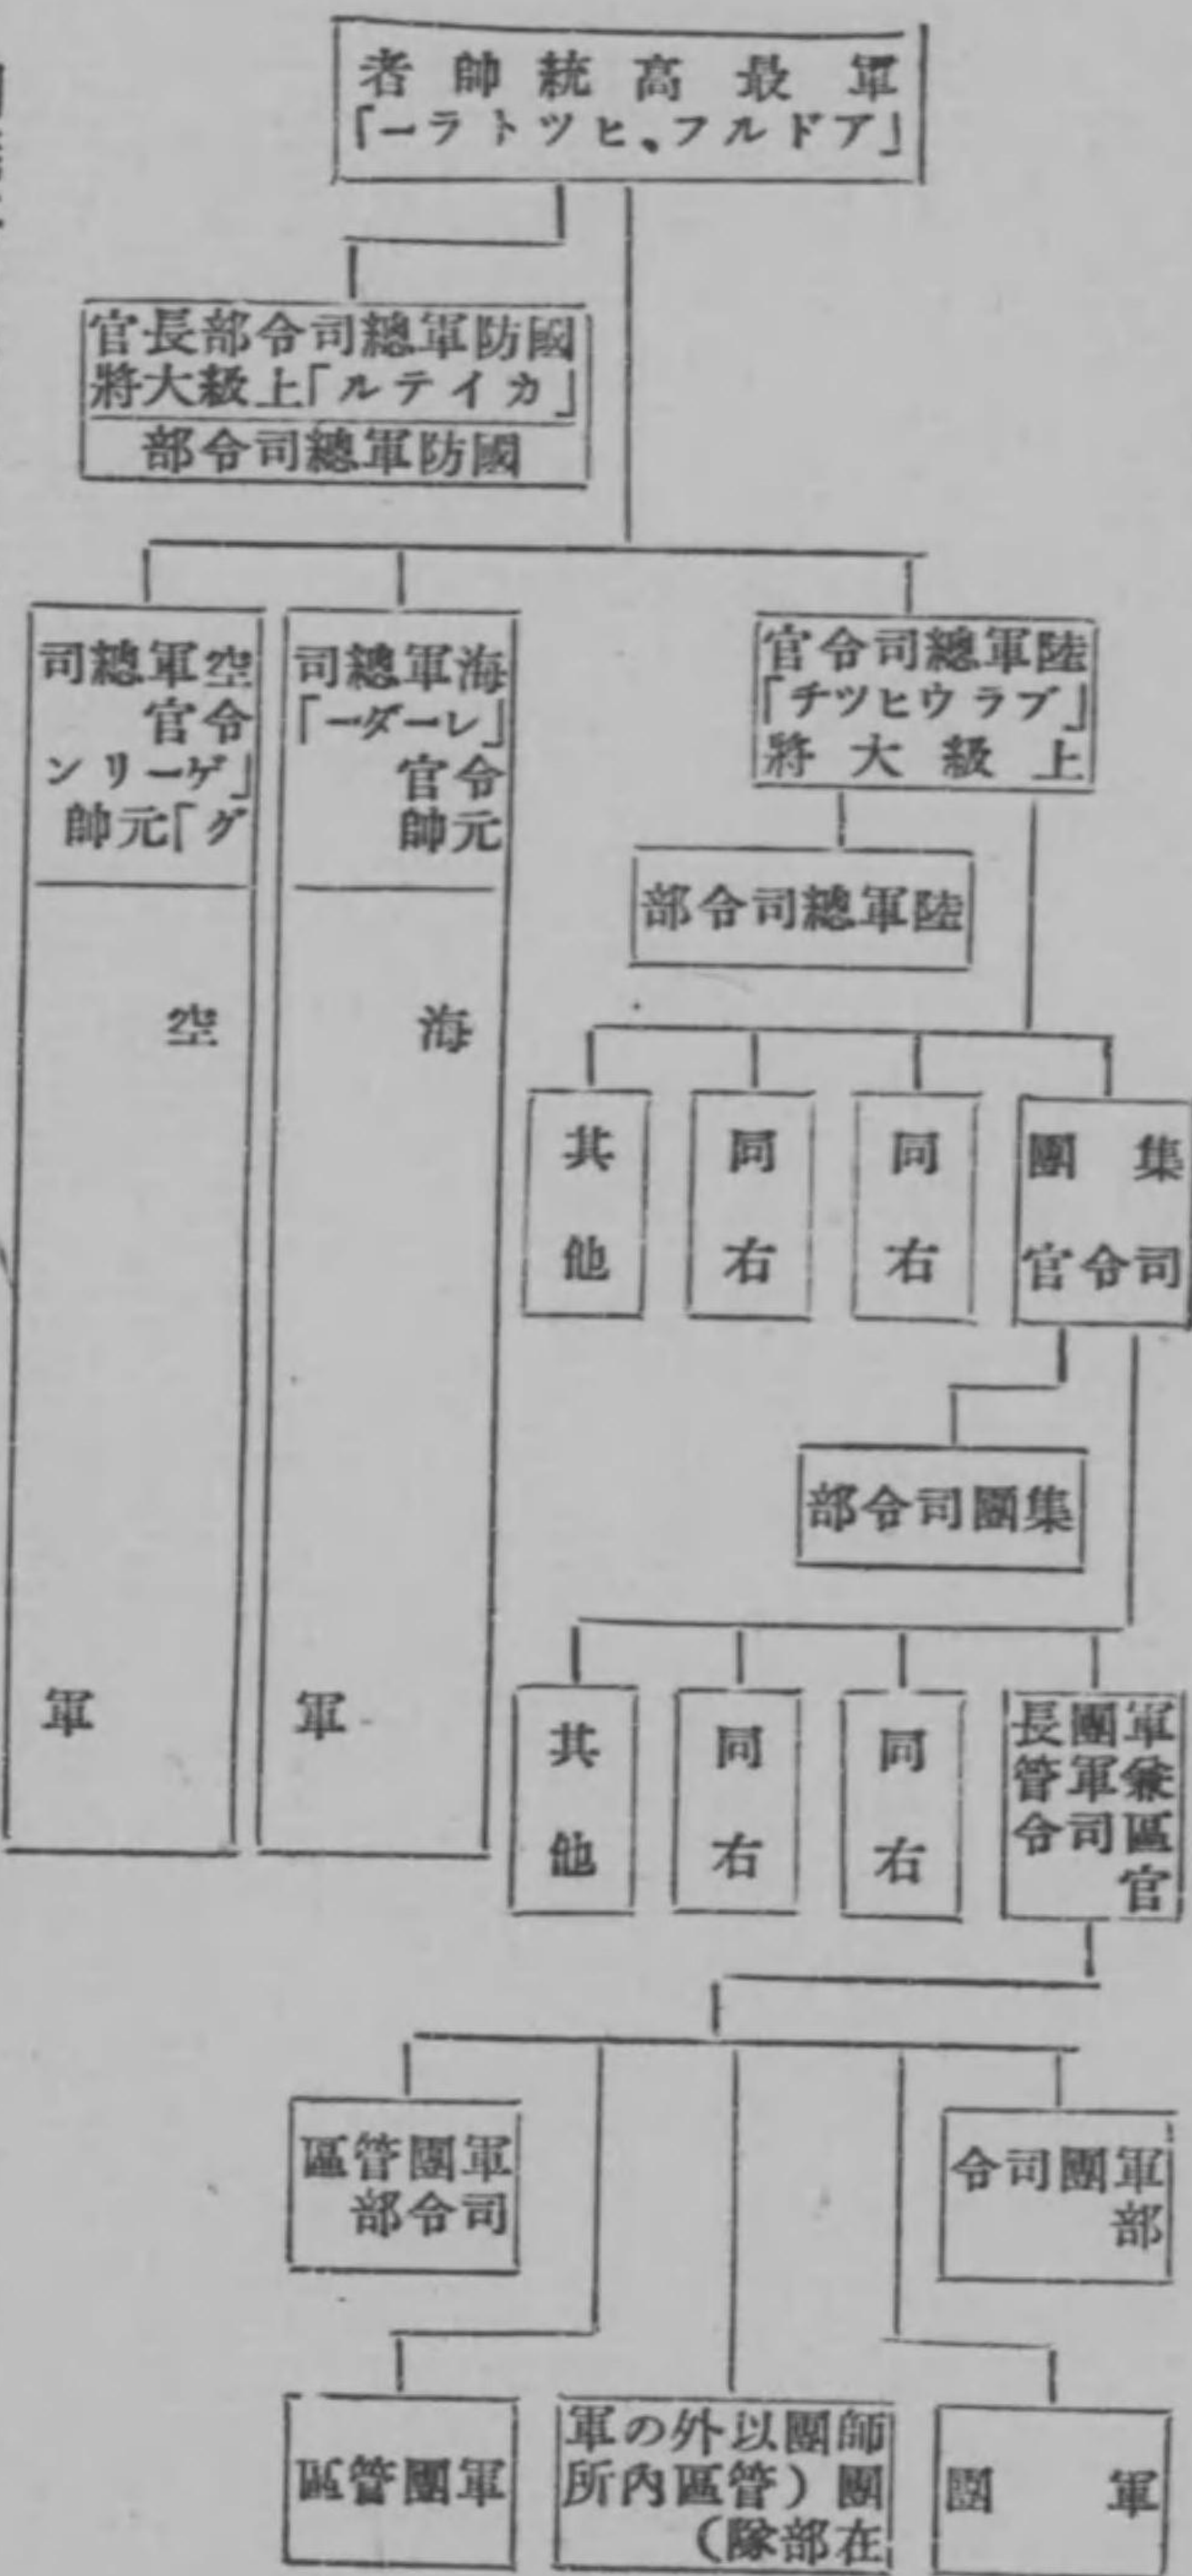 軍最高統帥者
「アドルフ、ヒツトラー」
國防軍總司令部長官
「カイテル」上級大將
國防軍總司令部
陸軍總司令官
「ブラウヒツチ」
上級大將
海軍總司
「レーダー」
令官
元帥
空軍總司
令官
「ゲーリン
グ」元帥
陸軍總司令部
海
軍
空
軍
集團
司令官
同
右
同
右
其
他
集團司令部
軍團長
兼軍管
區司令
官
同
右
同
右
其
他
軍團司令
部
軍團管區
司令部
軍團
師團以外の軍
團(管區內所
在部隊)
軍團管區